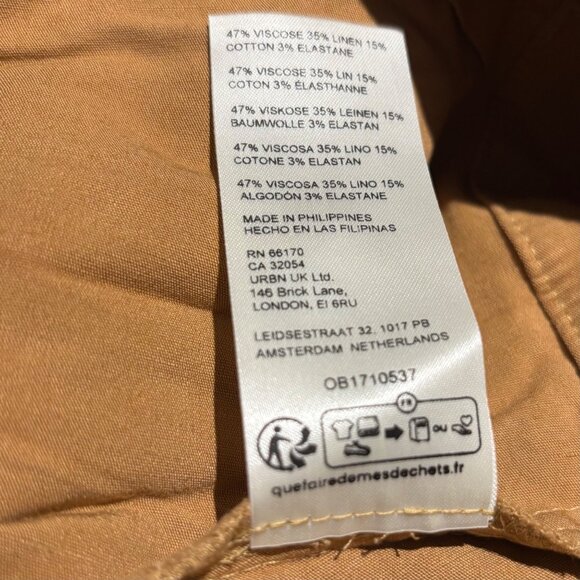 47% VISCOSE 35% LINEN 15%
COTTON 3% ELASTANE
47% VISCOSE 35% LIN 15%
COTON 3% ÉLASTHANNE
47% VISKOSE 35% LEINEN 15%
BAUMWOLLE 3% ELASTAN
47% VISCOSA 35% LINO 15%
COTONE 3% ELASTAN
47% VISCOSA 35% LINO 15%
ALGODÓN 3% ELASTANE
MADE IN PHILIPPINES
HECHO EN LAS FILIPINAS
RN 66170
CA 32054
URBN UK Ltd.
146 Brick Lane,
LONDON, EI 6RU
LEIDSESTRAAT 32, 1017 PB
AMSTERDAM NETHERLANDS
OB1710537
FR
OU
quefairedemesdechets.fr